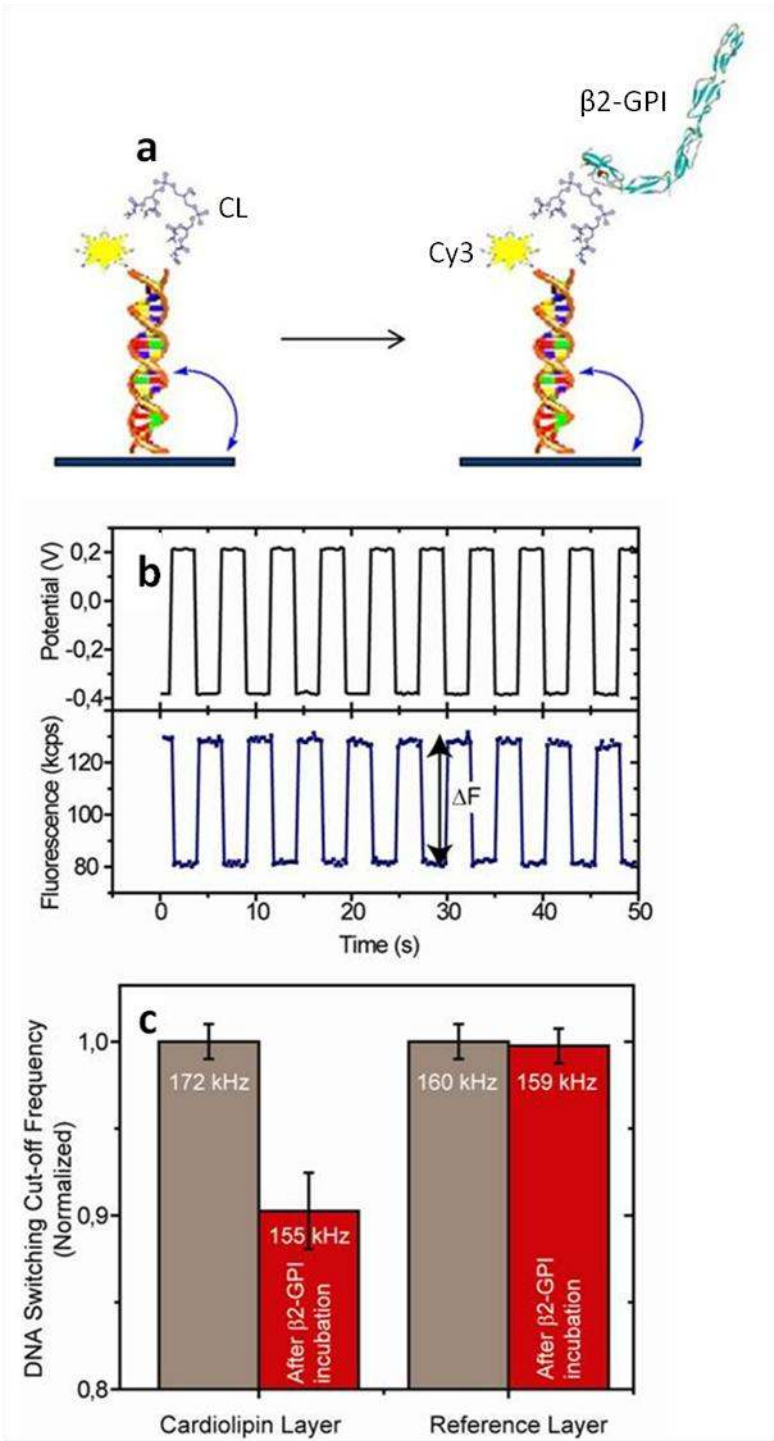 a
CL
β2-GPI
Cy3
b
Potential (V)
0,2
0,0
-0,2
-0,4
Fluorescence (kcps)
120
100
80
ΔF
0
10
20
30
40
50
Time (s)
c
DNA Switching Cut-off Frequency
(Normalized)
1,0
0,9
0,8
172 kHz
155 kHz
After β2-GPI
incubation
160 kHz
159 kHz
After β2-GPI
incubation
Cardiolipin Layer
Reference Layer